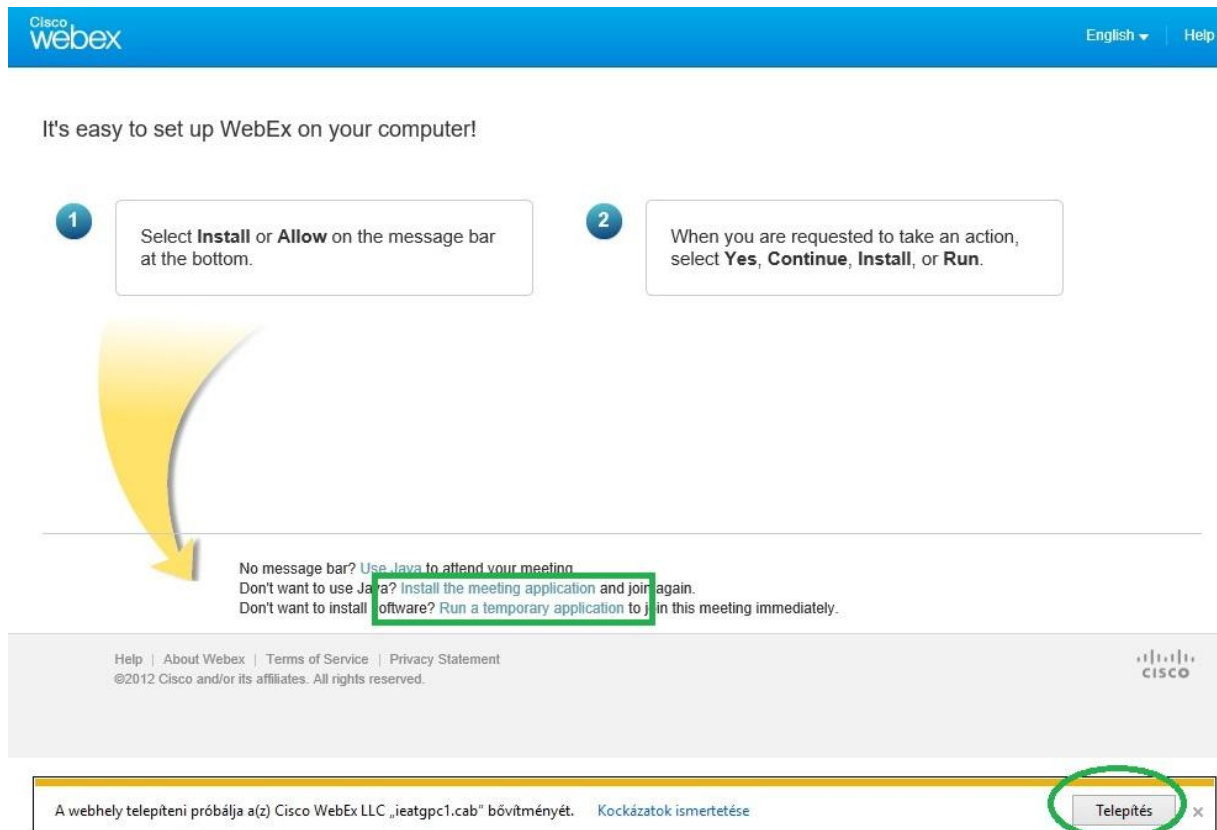 Cisco
webex
English
Help
It's easy to set up WebEx on your computer!
1
Select Install or Allow on the message bar
at the bottom.
2
When you are requested to take an action,
select Yes, Continue, Install, or Run.
No message bar? Use Java to attend your meeting
Don't want to use Java? Install the meeting application and join again.
Don't want to install software? Run a temporary application to join this meeting immediately.
Help | About Webex | Terms of Service | Privacy Statement
©2012 Cisco and/or its affiliates. All rights reserved.
CISCO
A webhely telepíteni próbálja a(z) Cisco WebEx LLC „ieatgpc1.cab" bővítményét. Kockázatok ismertetése
Telepítés